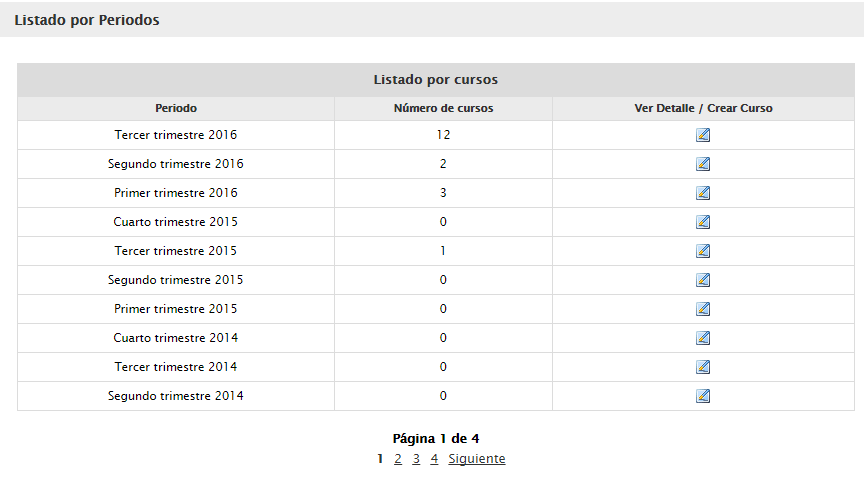 Listado por Periodos
Listado por cursos
Periodo Número de cursos Ver Detalle / Crear Curso
Tercer trimestre 2016 12
Segundo trimestre 2016 2
Primer trimestre 2016 3
Cuarto trimestre 2015 0
Tercer trimestre 2015 1
Segundo trimestre 2015 0
Primer trimestre 2015 0
Cuarto trimestre 2014 0
Tercer trimestre 2014 0
Segundo trimestre 2014 0
Página 1 de 4
1 2 3 4 Siguiente